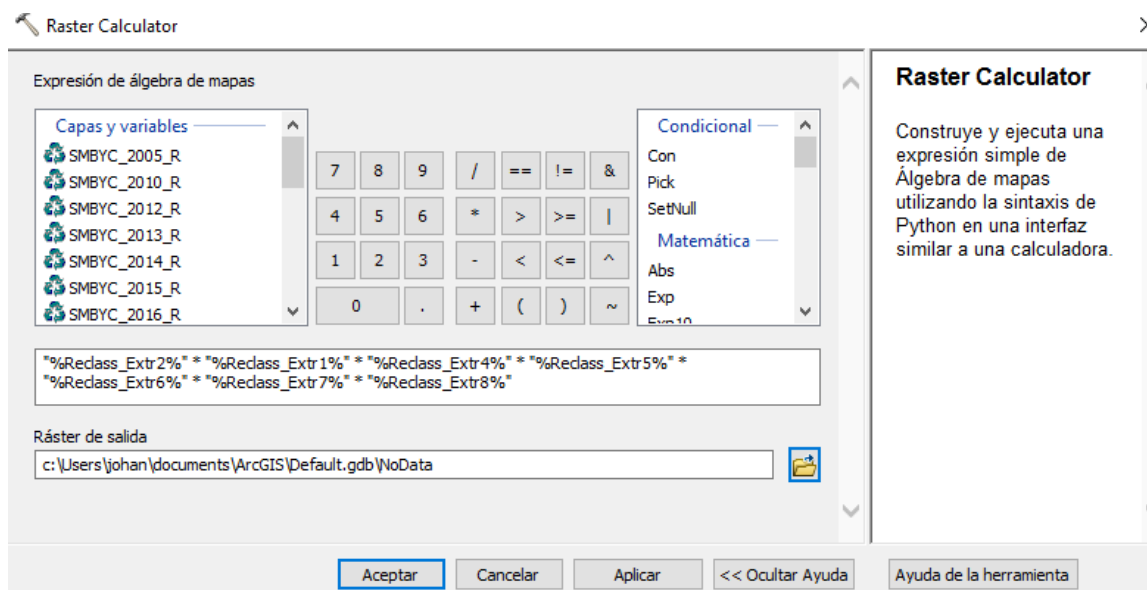 Raster Calculator
Expresión de álgebra de mapas
Capas y variables
SMBYC_2005_R
SMBYC_2010_R
SMBYC_2012_R
SMBYC_2013_R
SMBYC_2014_R
SMBYC_2015_R
SMBYC_2016_R
7 8 9 / == != &
4 5 6 * > >= |
1 2 3 - < <= ^
0 . + ( ) ~
Condicional
Con
Pick
SetNull
Matemática
Abs
Exp
Exp10
"%Reclass_Extr2%" * "%Reclass_Extr1%" * "%Reclass_Extr4%" * "%Reclass_Extr5%" *
"%Reclass_Extr6%" * "%Reclass_Extr7%" * "%Reclass_Extr8%"
Ráster de salida
c:\Users\johan\documents\ArcGIS\Default.gdb\NoData
Raster Calculator
Construye y ejecuta una
expresión simple de
Álgebra de mapas
utilizando la sintaxis de
Python en una interfaz
similar a una calculadora.
Aceptar Cancelar Aplicar << Ocultar Ayuda Ayuda de la herramienta